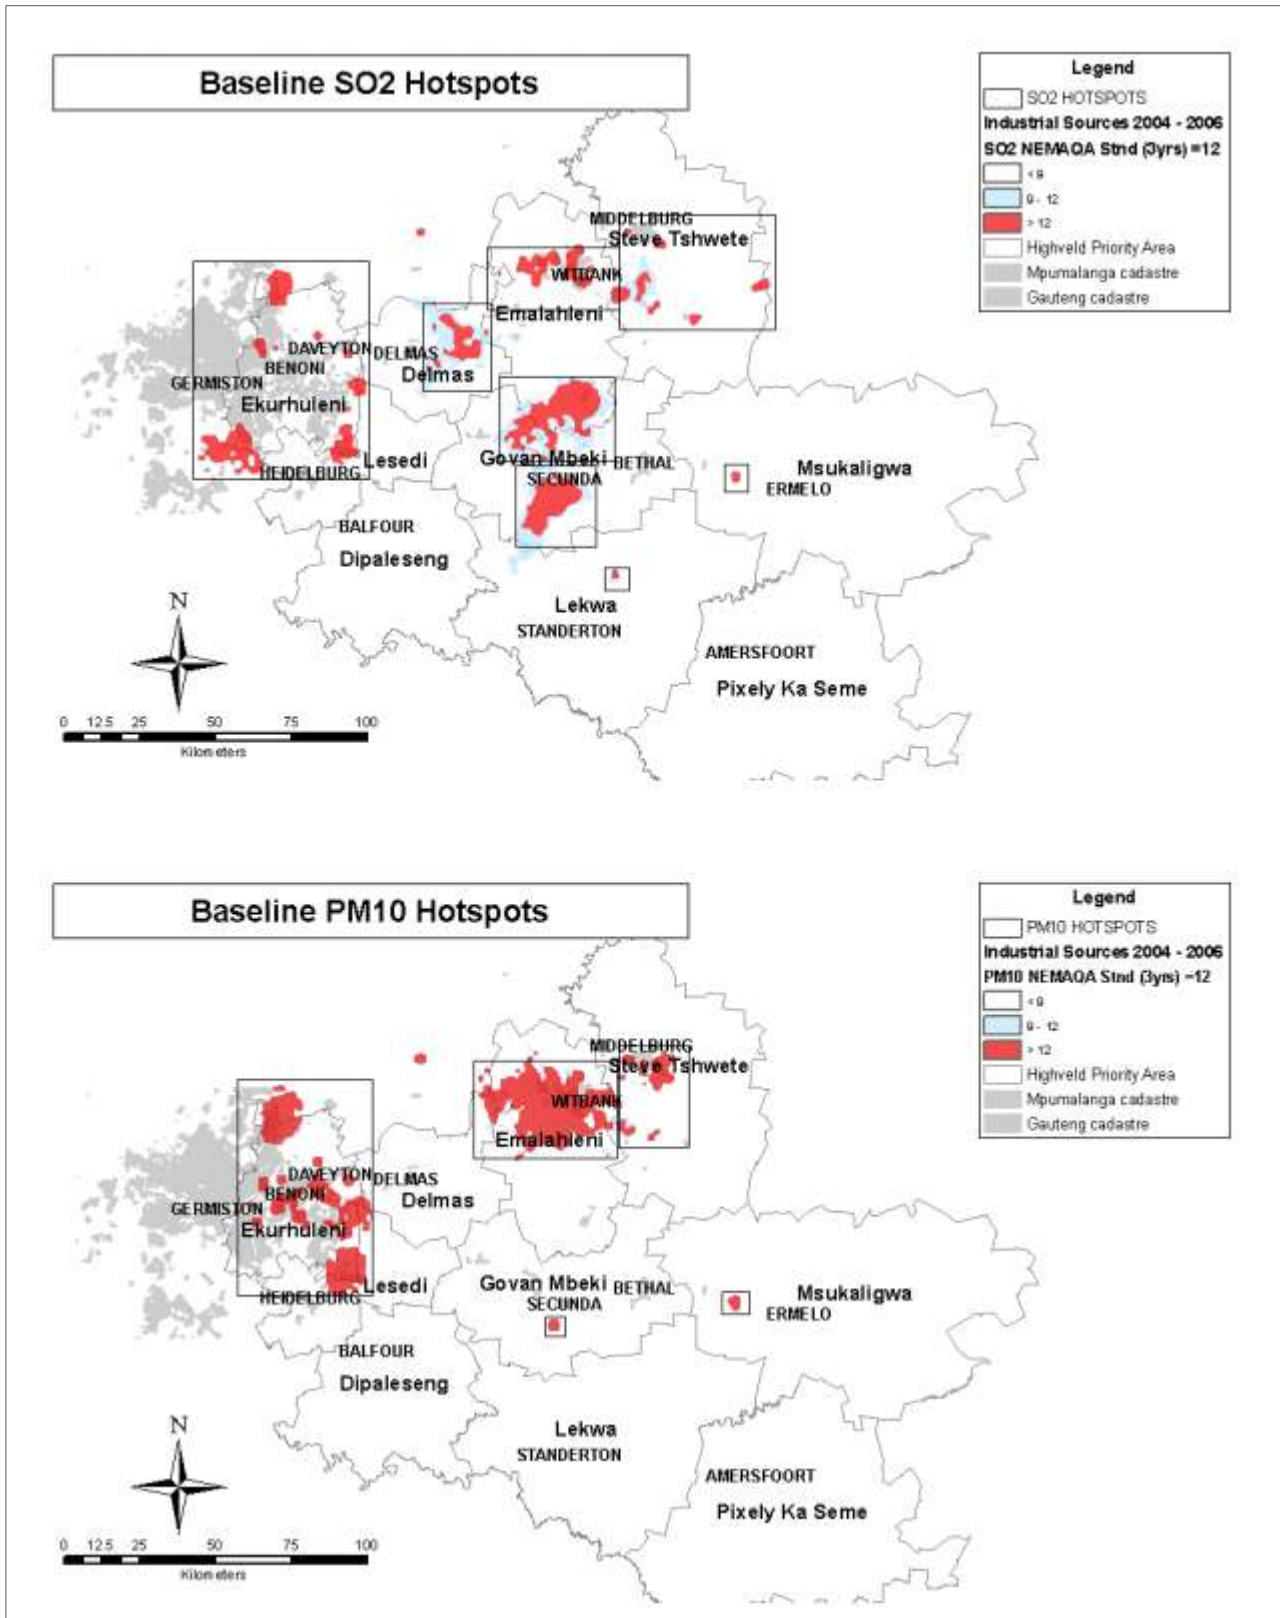 Baseline SO2 Hotspots
Legend
SO2 HOTSPOTS
Industrial Sources 2004 - 2006
SO2 NEMAQA Stnd (3yrs) =12
< 9
9 - 12
> 12
Highveld Priority Area
Mpumalanga cadastre
Gauteng cadastre
MIDDELBURG
Steve Tshwete
WITBANK
Emalahleni
DAVEYTON
DELMAS
BENONI
Delmas
GERMISTON
Ekurhuleni
Lesedi
HEIDELBURG
Govan Mbeki
BETHAL
SECUNDA
Msukaligwa
ERMELO
BALFOUR
Dipaleseng
Lekwa
STANDERTON
AMERSFOORT
Pixely Ka Seme
N
0 12.5 25 50 75 100
Kilometers
Baseline PM10 Hotspots
Legend
PM10 HOTSPOTS
Industrial Sources 2004 - 2006
PM10 NEMAQA Stnd (3yrs) =12
< 9
9 - 12
> 12
Highveld Priority Area
Mpumalanga cadastre
Gauteng cadastre
MIDDELBURG
Steve Tshwete
WITBANK
Emalahleni
DAVEYTON
DELMAS
BENONI
Delmas
GERMISTON
Ekurhuleni
Lesedi
HEIDELBURG
Govan Mbeki
BETHAL
SECUNDA
Msukaligwa
ERMELO
BALFOUR
Dipaleseng
Lekwa
STANDERTON
AMERSFOORT
Pixely Ka Seme
N
0 12.5 25 50 75 100
Kilometers